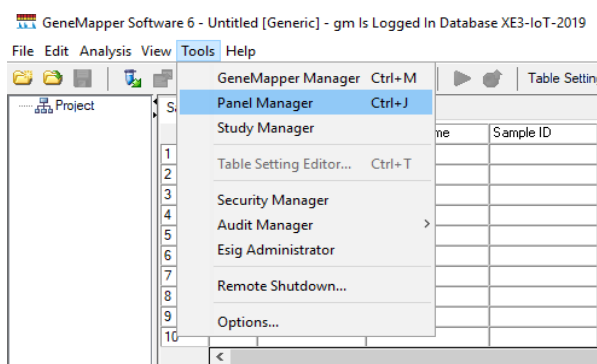 GeneMapper Software 6 - Untitled [Generic] - gm Is Logged In Database XE3-IoT-2019
File Edit Analysis View Tools Help
GeneMapper Manager Ctrl+M
Table Settin
Project
Panel Manager Ctrl+J
Study Manager
me Sample ID
Table Setting Editor... Ctrl+T
Security Manager
Audit Manager
Esig Administrator
Remote Shutdown...
Options...
1
2
3
4
5
6
7
8
9
10